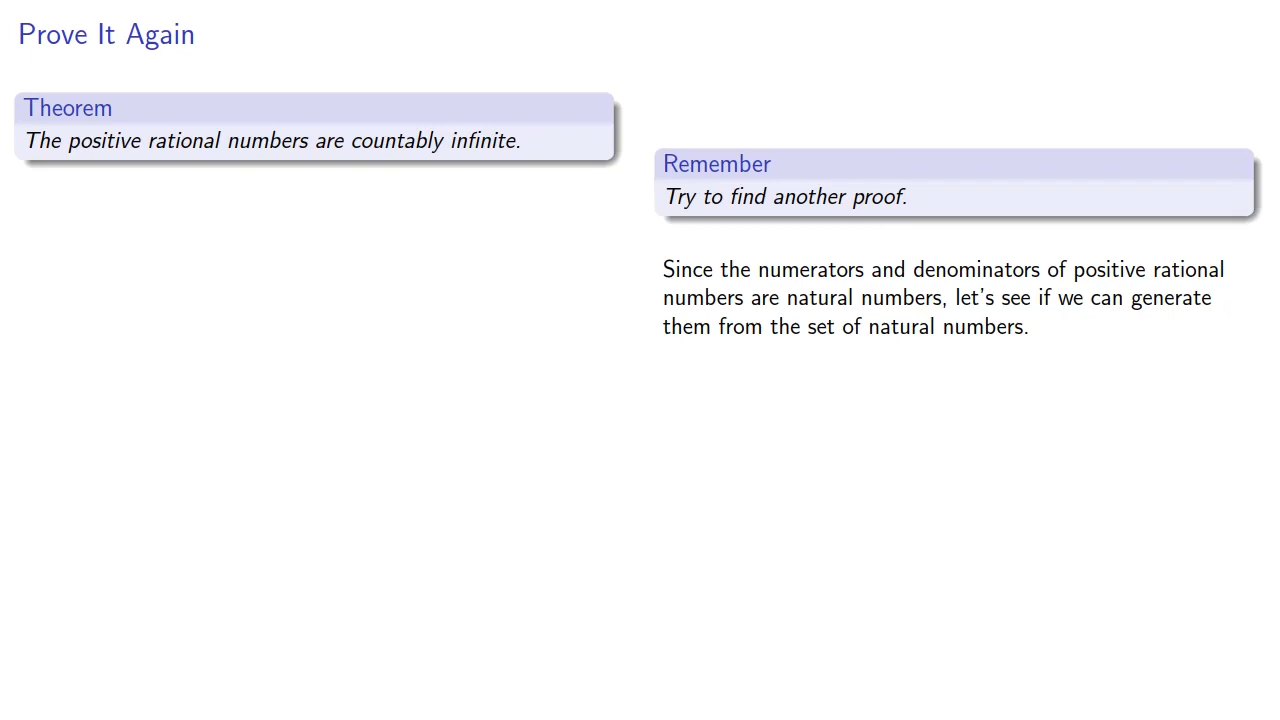 Prove It Again
Theorem
The positive rational numbers are countably infinite.
Remember
Try to find another proof.
Since the numerators and denominators of positive rational
numbers are natural numbers, let's see if we can generate
them from the set of natural numbers.